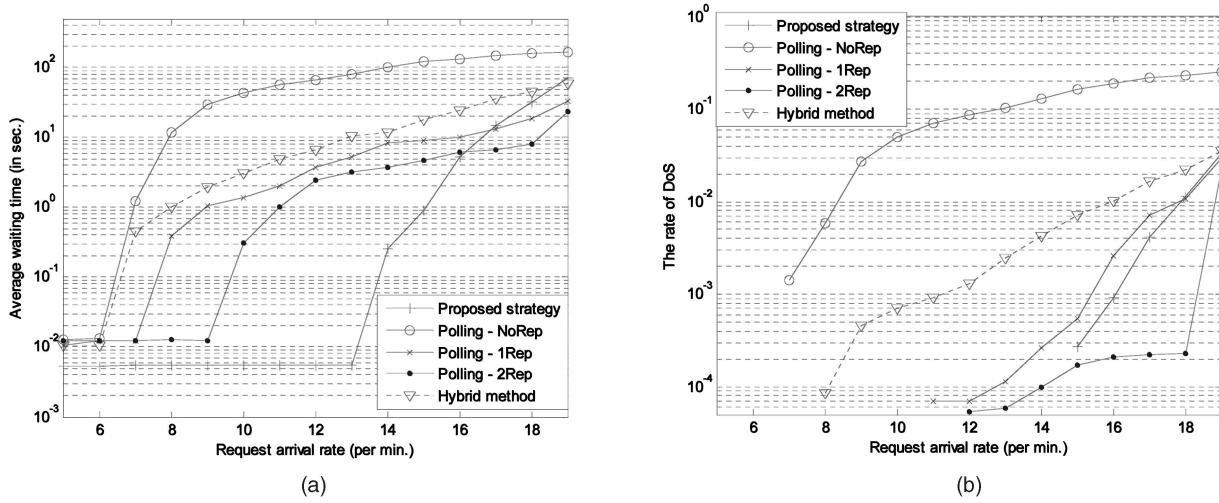 10^2
10^1
10^0
10^-1
10^-2
10^-3
Average waiting time (in sec.)
6 8 10 12 14 16 18
Request arrival rate (per min.)
Proposed strategy
Polling - NoRep
Polling - 1Rep
Polling - 2Rep
Hybrid method
(a)
10^0
10^-1
10^-2
10^-3
10^-4
The rate of DoS
6 8 10 12 14 16 18
Request arrival rate (per min.)
Proposed strategy
Polling - NoRep
Polling - 1Rep
Polling - 2Rep
Hybrid method
(b)